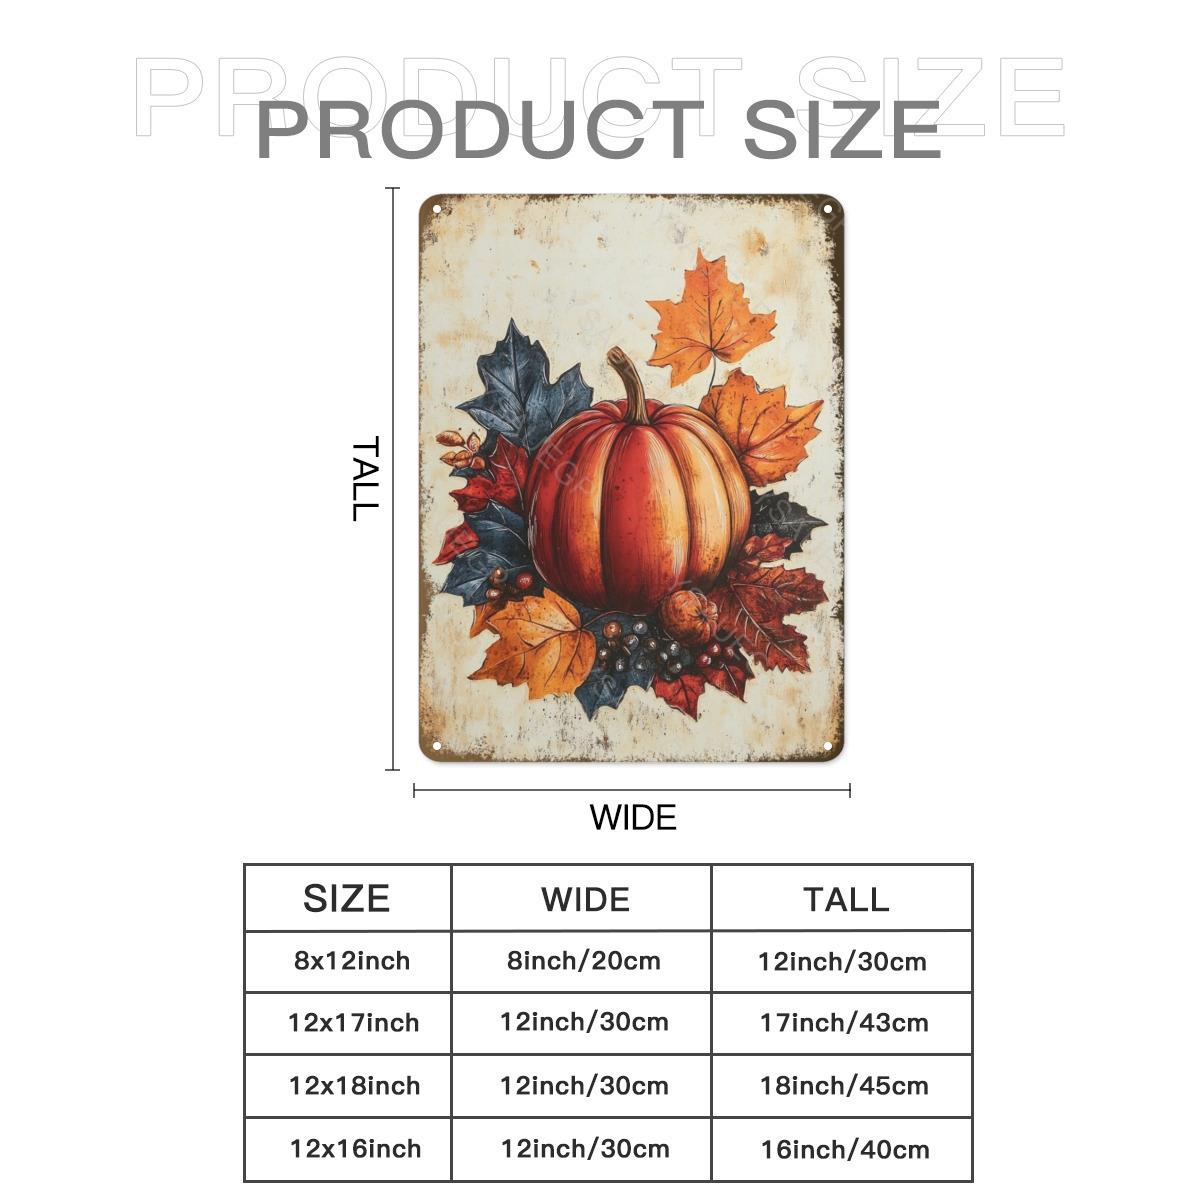 PRODUCT SIZE
PRODUCT SIZE
TALL
WIDE
SIZE WIDE TALL
8x12inch 8inch/20cm 12inch/30cm
12x17inch 12inch/30cm 17inch/43cm
12x18inch 12inch/30cm 18inch/45cm
12x16inch 12inch/30cm 16inch/40cm